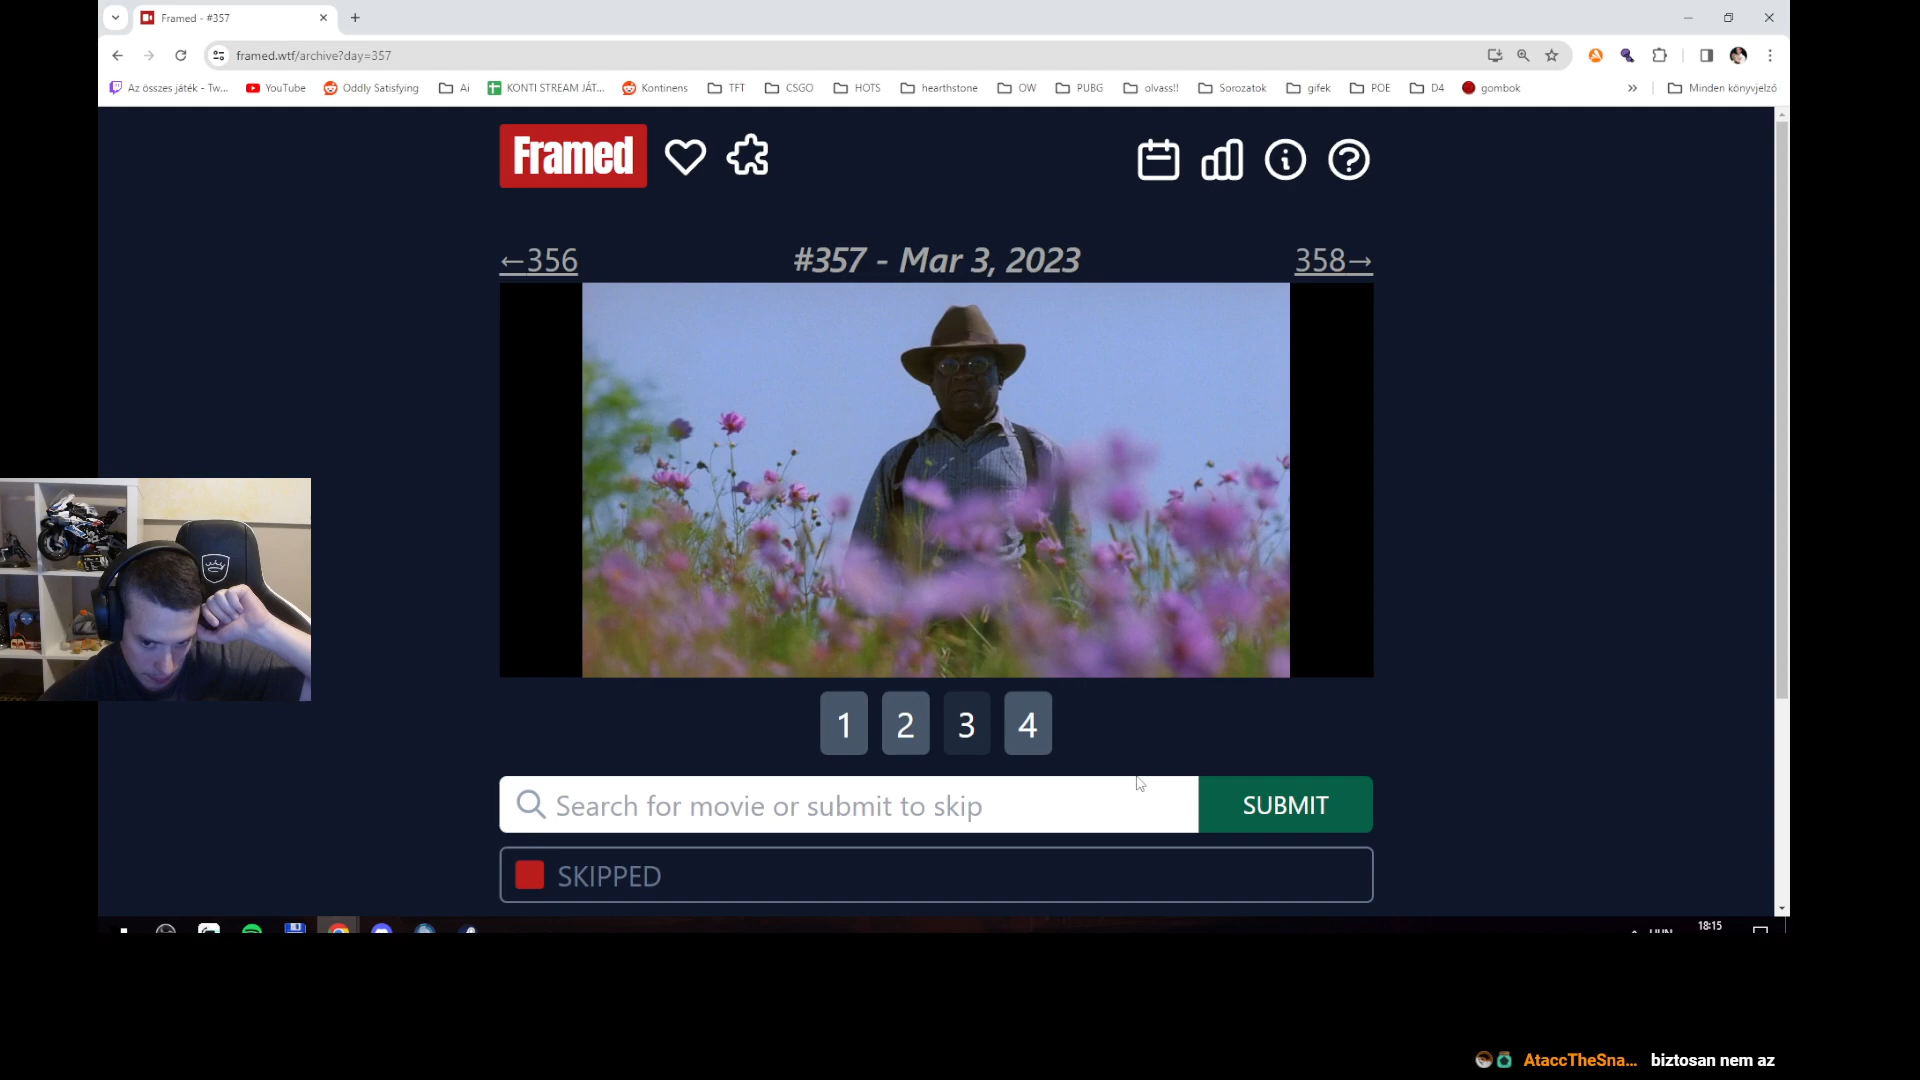 Framed - #357
framed.wtf/archive?day=357
Az összes játék - Tw...
YouTube
Oddly Satisfying
Ai
KONTI STREAM JÁT...
Kontinens
TFT
CSGO
HOTS
hearthstone
OW
PUBG
olvass!!
Sorozatok
gifek
POE
D4
gombok
Minden könyvjelző
Framed
←356
#357 - Mar 3, 2023
358→
1 2 3 4
Search for movie or submit to skip
SUBMIT
SKIPPED
18:15
AtaccTheSna... biztosan nem az